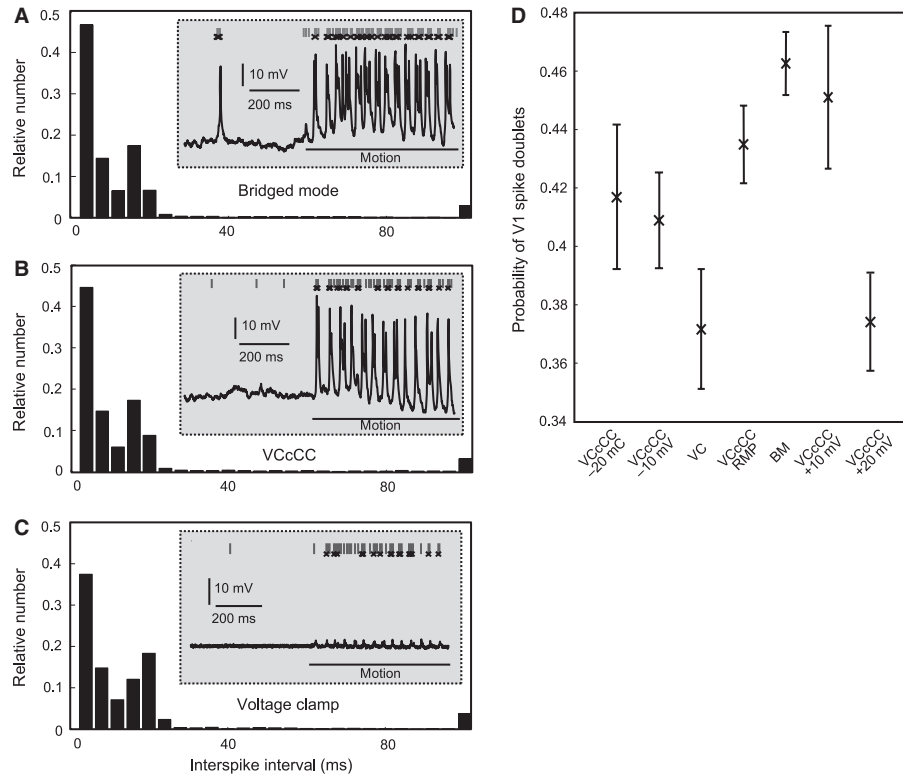 A
Relative number
0.5
0.4
0.3
0.2
0.1
0
0
40
80
10 mV
200 ms
Motion
Bridged mode
B
Relative number
0.5
0.4
0.3
0.2
0.1
0
0
40
80
10 mV
200 ms
Motion
VCcCC
C
Relative number
0.5
0.4
0.3
0.2
0.1
0
0
40
80
10 mV
200 ms
Motion
Voltage clamp
Interspike interval (ms)
D
Probability of V1 spike doublets
0.48
0.46
0.44
0.42
0.4
0.38
0.36
0.34
VCcCC
−20 mC
VCcCC
−10 mV
VC
VCcCC
RMP
BM
VCcCC
+10 mV
VCcCC
+20 mV